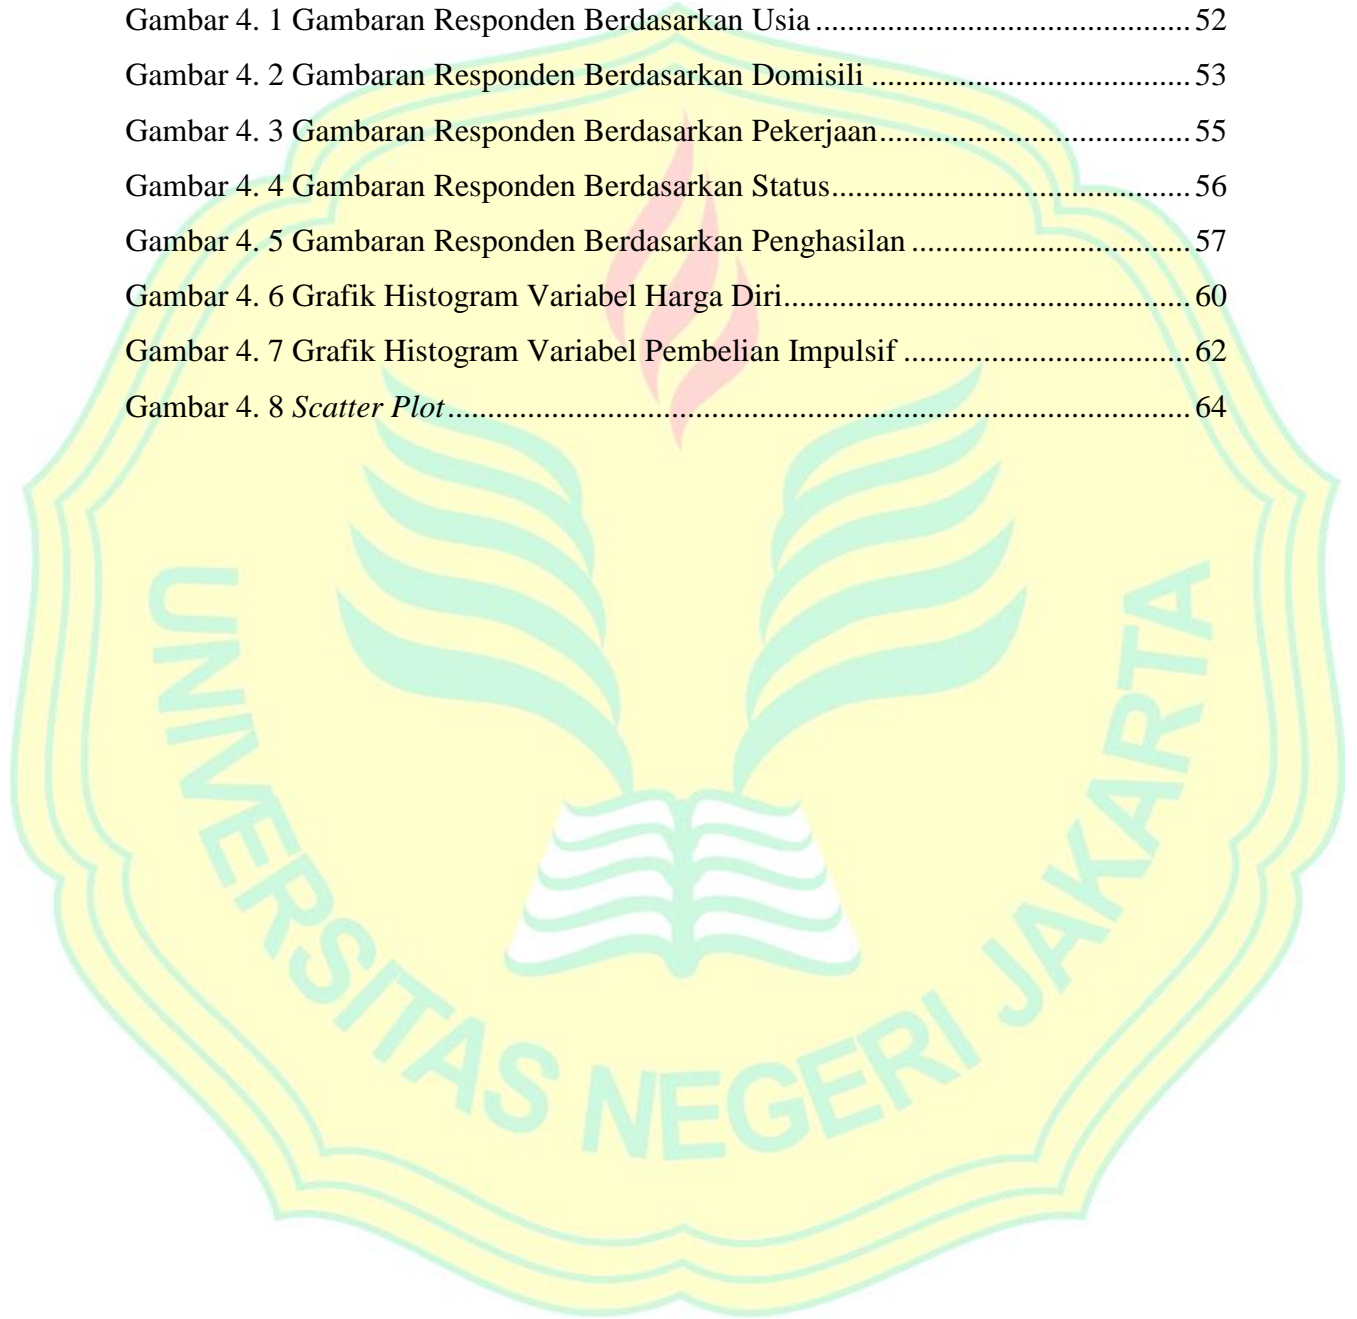 Gambar 4. 1 Gambaran Responden Berdasarkan Usia ............................................... 52
Gambar 4. 2 Gambaran Responden Berdasarkan Domisili ........................................ 53
Gambar 4. 3 Gambaran Responden Berdasarkan Pekerjaan....................................... 55
Gambar 4. 4 Gambaran Responden Berdasarkan Status............................................. 56
Gambar 4. 5 Gambaran Responden Berdasarkan Penghasilan ................................... 57
Gambar 4. 6 Grafik Histogram Variabel Harga Diri................................................... 60
Gambar 4. 7 Grafik Histogram Variabel Pembelian Impulsif .................................... 62
Gambar 4. 8 Scatter Plot............................................................................................. 64
UNIVERSITAS NEGERI JAKARTA